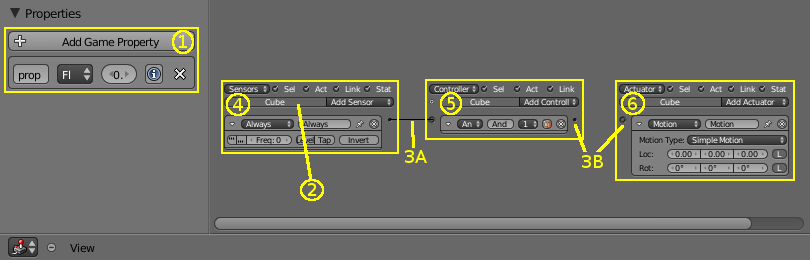 Properties
Add Game Property 1
prop Fl 0.
Sensors Sel Act Link Stat
4 Cube Add Sensor
Always Always
Freq: 0 Tap Invert
2
3A
Controller Sel Act Link
5 Cube Add Controll
An And 1
3B
Actuator Sel Act Link Stat
6 Cube Add Actuator
Motion Motion
Motion Type: Simple Motion
Loc: 0.00 0.00 0.00 L
Rot: 0° 0° 0° L
View